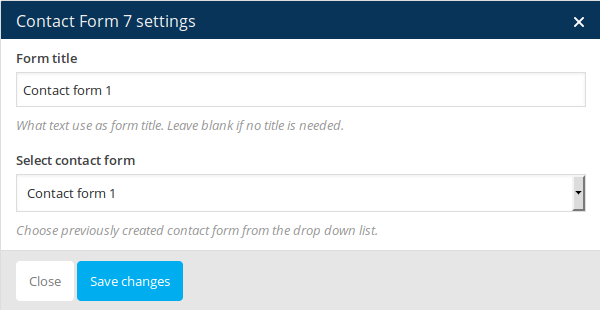 Contact Form 7 settings
Form title
Contact form 1
What text use as form title. Leave blank if no title is needed.
Select contact form
Contact form 1
Choose previously created contact form from the drop down list.
Close Save changes